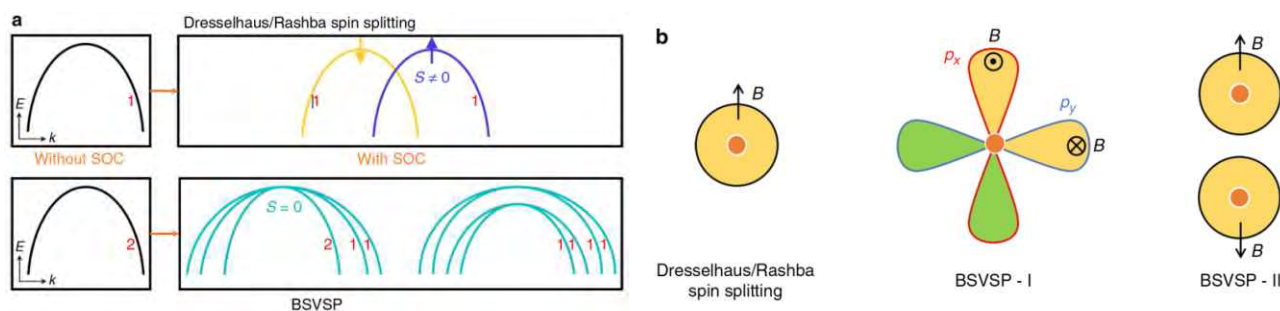 a
Dresselhaus/Rashba spin splitting
E
k
1
S ≠ 0
1
1
Without SOC
With SOC
E
k
2
S = 0
2
1
1
1
1
1
1
BSVSP
b
B
Dresselhaus/Rashba
spin splitting
B
px
py
B
BSVSP - I
B
B
BSVSP - II